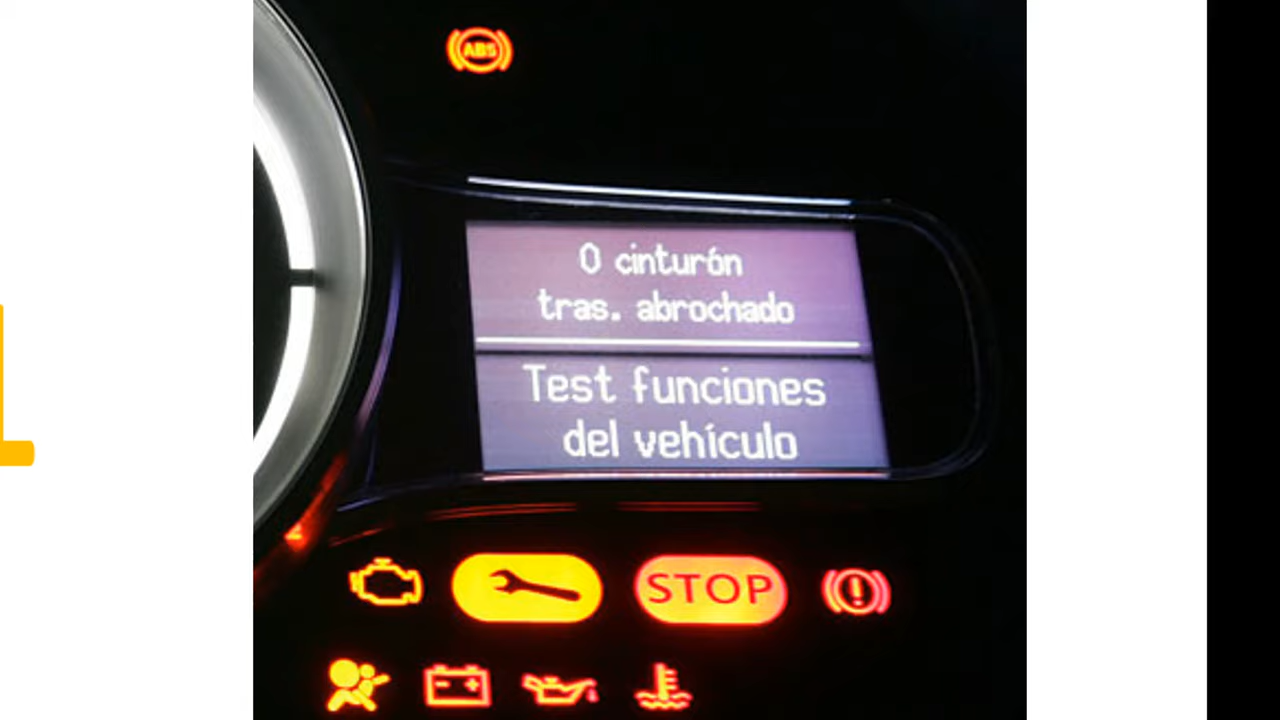 ABS
0 cinturón
tras. abrochado
Test funciones
del vehículo
STOP